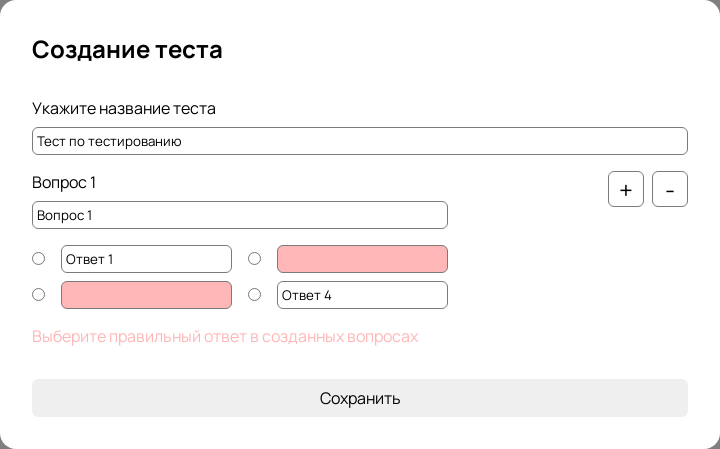 Создание теста
Укажите название теста
Тест по тестированию
Вопрос 1
+ -
Вопрос 1
Ответ 1
Ответ 4
Выберите правильный ответ в созданных вопросах
Сохранить